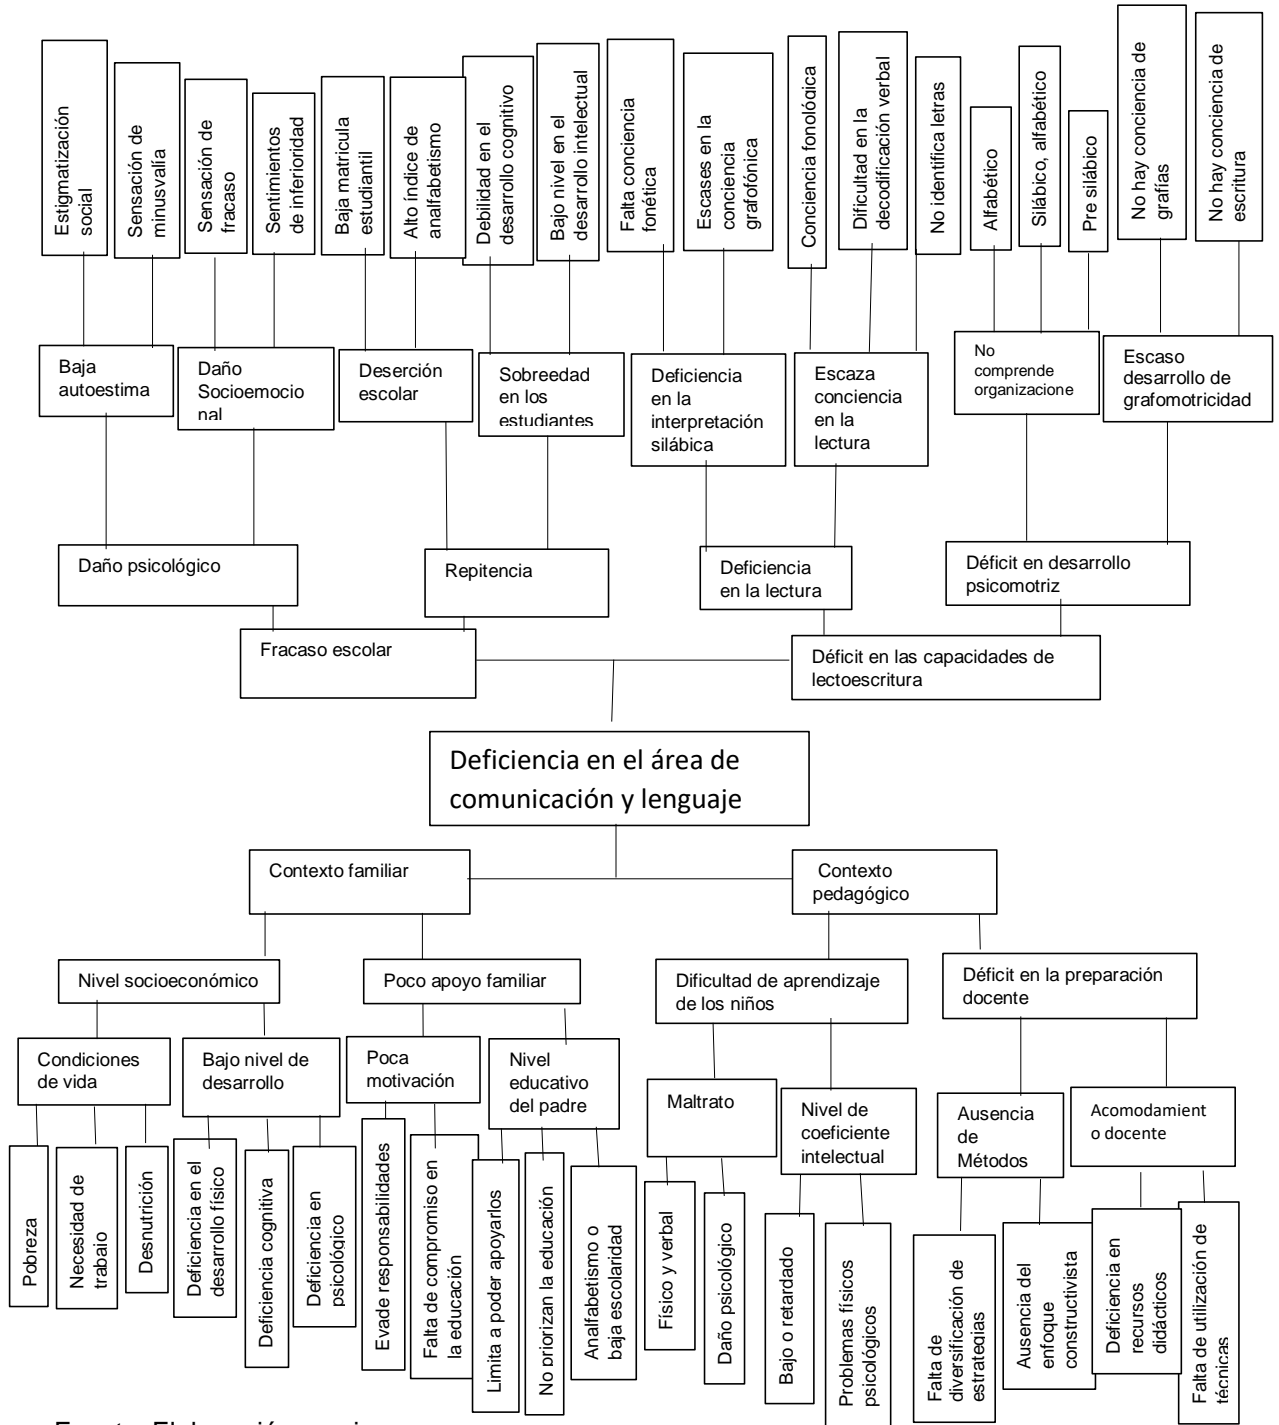 Estigmatización
social
Sensación de
minusvalía
Sensación de
fracaso
Sentimientos
de inferioridad
Baja matricula
estudiantil
Alto índice de
analfabetismo
Debilidad en el
desarrollo cognitivo
Bajo nivel en el
desarrollo intelectual
Falta conciencia
fonética
Escases en la
conciencia
grafofónica
Conciencia fonológica
Dificultad en la
decodificación verbal
No identifica letras
Alfabético
Silábico, alfabético
Pre silábico
No hay conciencia de
grafías
No hay conciencia de
escritura
Baja
autoestima
Daño
Socioemocio
nal
Deserción
escolar
Sobreedad
en los
estudiantes
Deficiencia
en la
interpretación
silábica
Escaza
conciencia
en la
lectura
No
comprende
organizacione
Escaso
desarrollo de
grafomotricidad
Daño psicológico
Repitencia
Deficiencia
en la lectura
Déficit en desarrollo
psicomotriz
Fracaso escolar
Déficit en las capacidades de
lectoescritura
Deficiencia en el área de
comunicación y lenguaje
Contexto familiar
Contexto
pedagógico
Nivel socioeconómico
Poco apoyo familiar
Dificultad de aprendizaje
de los niños
Déficit en la preparación
docente
Condiciones
de vida
Bajo nivel de
desarrollo
Poca
motivación
Nivel
educativo
del padre
Maltrato
Nivel de
coeficiente
intelectual
Ausencia
de
Métodos
Acomodamient
o docente
Pobreza
Necesidad de
trabajo
Desnutrición
Deficiencia en el
desarrollo físico
Deficiencia cognitiva
Deficiencia en
psicológico
Evade responsabilidades
Falta de compromiso en
la educación
Limita a poder apoyarlos
No priorizan la educación
Analfabetismo o
baja escolaridad
Físico y verbal
Daño psicológico
Bajo o retardado
Problemas físicos
psicológicos
Falta de
diversificación de
estrategias
Ausencia del
enfoque
constructivista
Deficiencia en
recursos
didácticos
Falta de utilización de
técnicas